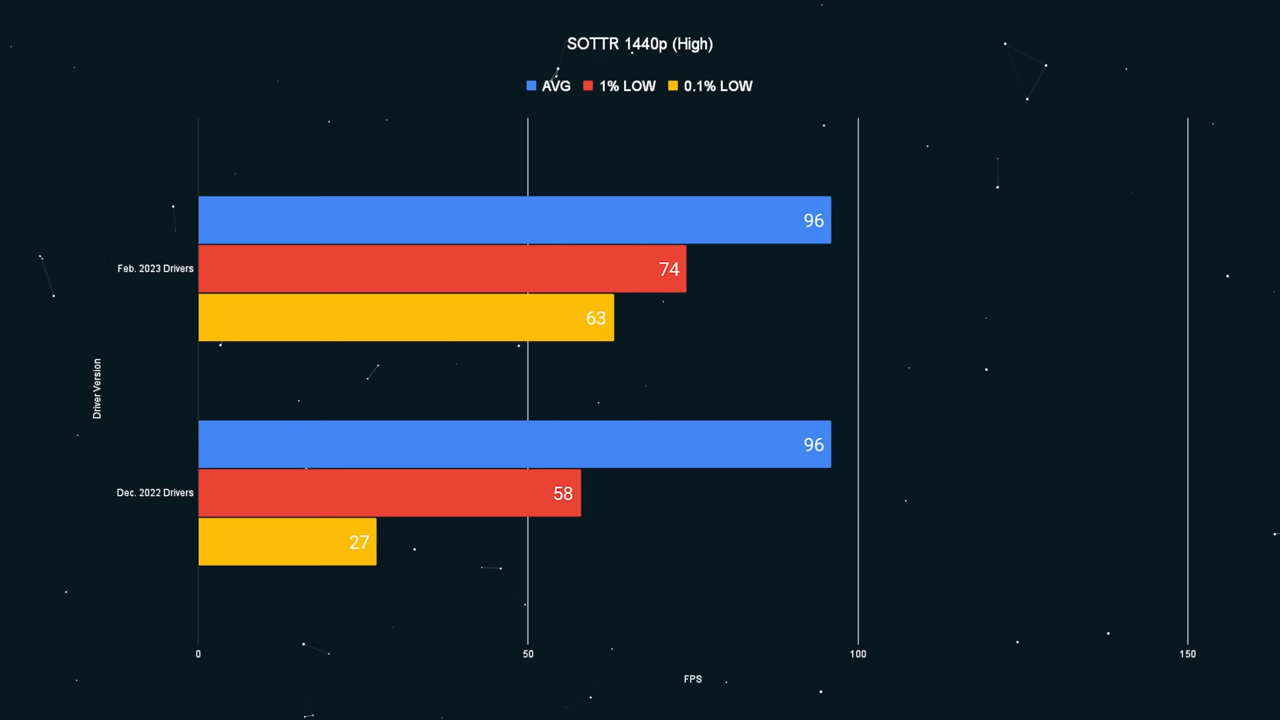 SOTTR 1440p (High)
AVG 1% LOW 0.1% LOW
96
Feb. 2023 Drivers 74
63
Driver Version
96
Dec. 2022 Drivers 58
27
0 50 100 150
FPS